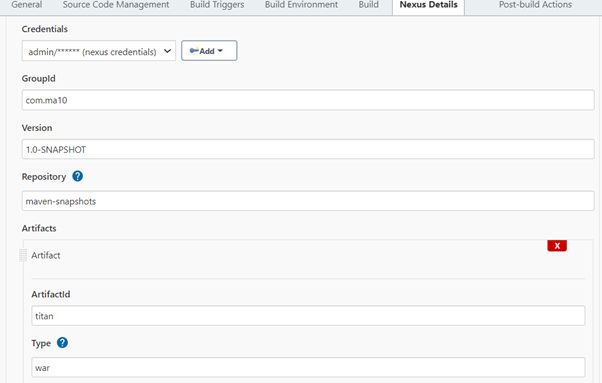 General Source Code Management Build Triggers Build Environment Build Nexus Details Post-build Actions
Credentials
admin/****** (nexus credentials) Add
GroupId
com.ma10
Version
1.0-SNAPSHOT
Repository ?
maven-snapshots
Artifacts
X
Artifact
ArtifactId
titan
Type ?
war